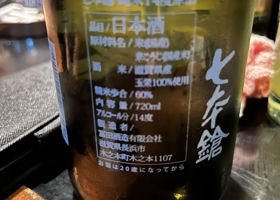 品目 日本酒
原材料名 米(国産)
米こうじ(国産米)
酒米 滋賀県産
玉栄100%使用
精米歩合 60%
内容量 720ml
アルコール分 14度
製造者
冨田酒造有限会社
滋賀県長浜市
木之本町木之本1107
お酒は20歳になってから
七本鎗